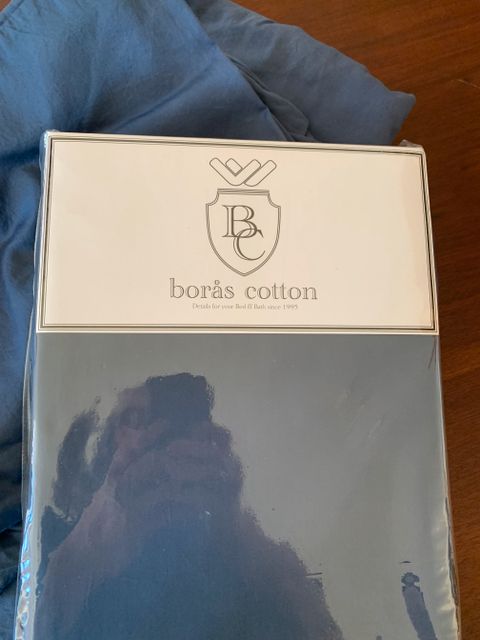 BC
borås cotton
Details for your Bed & Bath since 1995